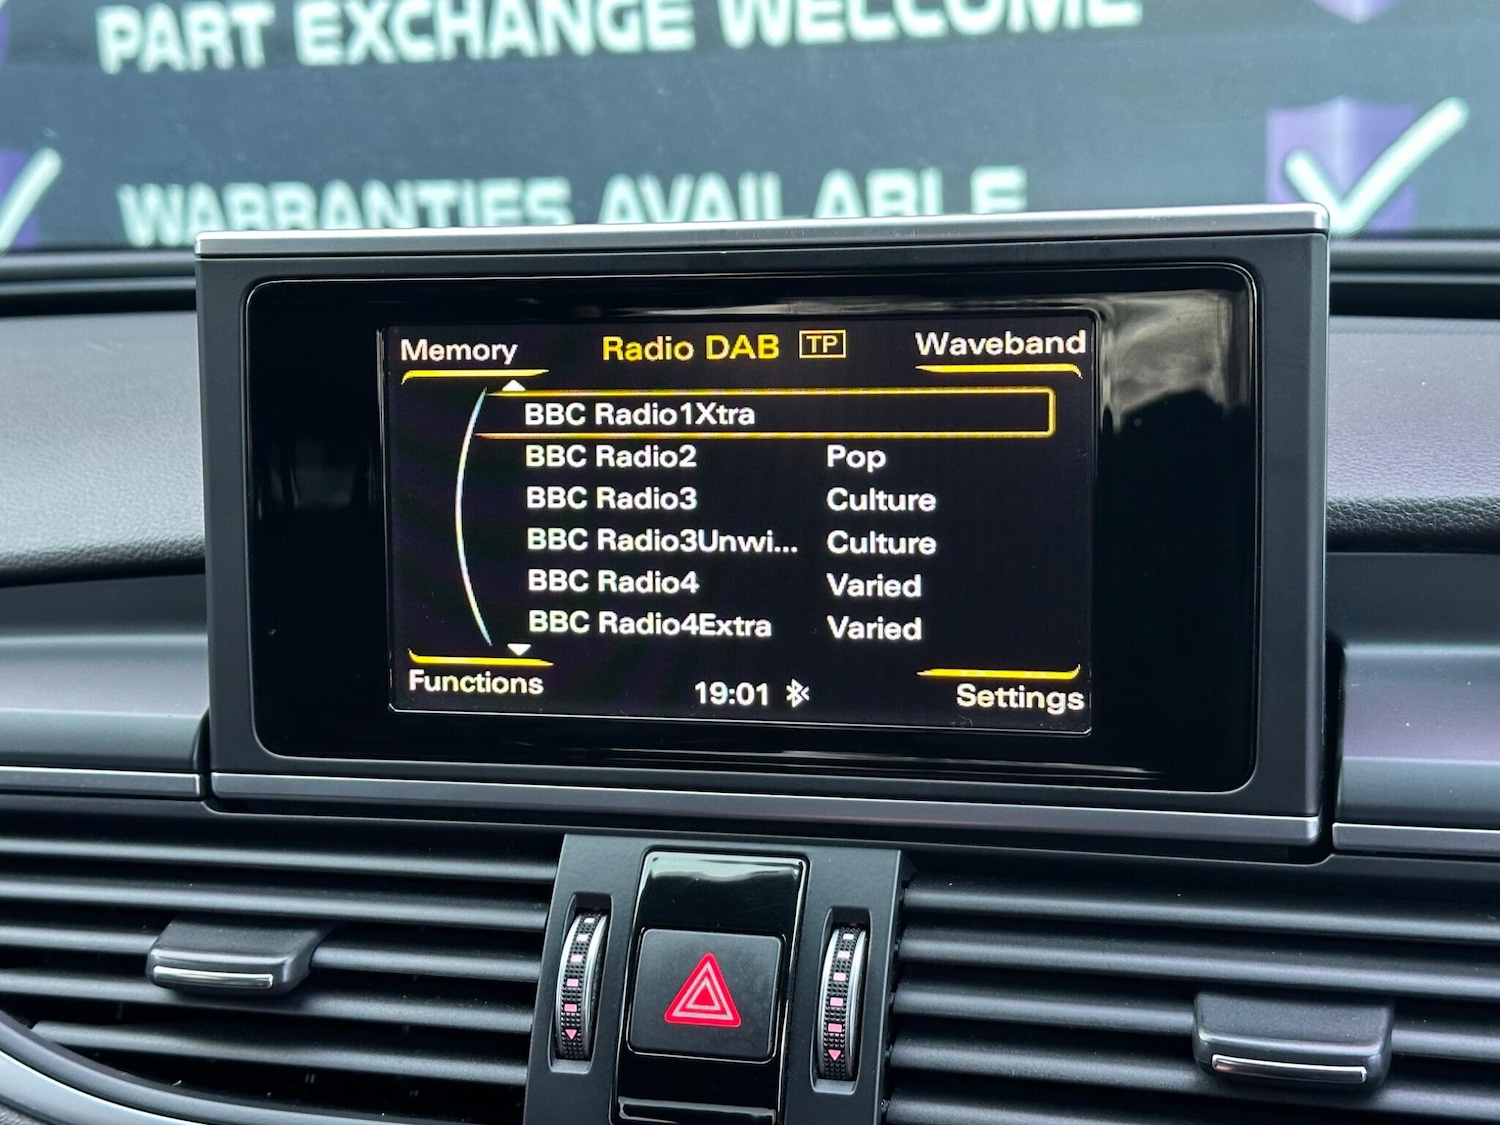 PART EXCHANGE WELCOME
WARRANTIES AVAILABLE
Memory Radio DAB TP Waveband
BBC Radio1Xtra
BBC Radio2 Pop
BBC Radio3 Culture
BBC Radio3Unwi... Culture
BBC Radio4 Varied
BBC Radio4Extra Varied
Functions 19:01 Settings